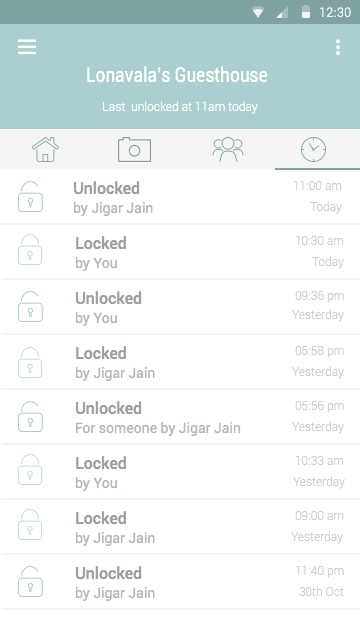 12:30
Lonavala's Guesthouse
Last unlocked at 11am today
Unlocked 11:00 am
by Jigar Jain Today
Locked 10:30 am
by You Today
Unlocked 09:36 pm
by You Yesterday
Locked 05:58 pm
by Jigar Jain Yesterday
Unlocked 05:56 pm
For someone by Jigar Jain Yesterday
Locked 10:33 am
by You Yesterday
Locked 09:00 am
by Jigar Jain Yesterday
Unlocked 11:40 pm
by Jigar Jain 30th Oct